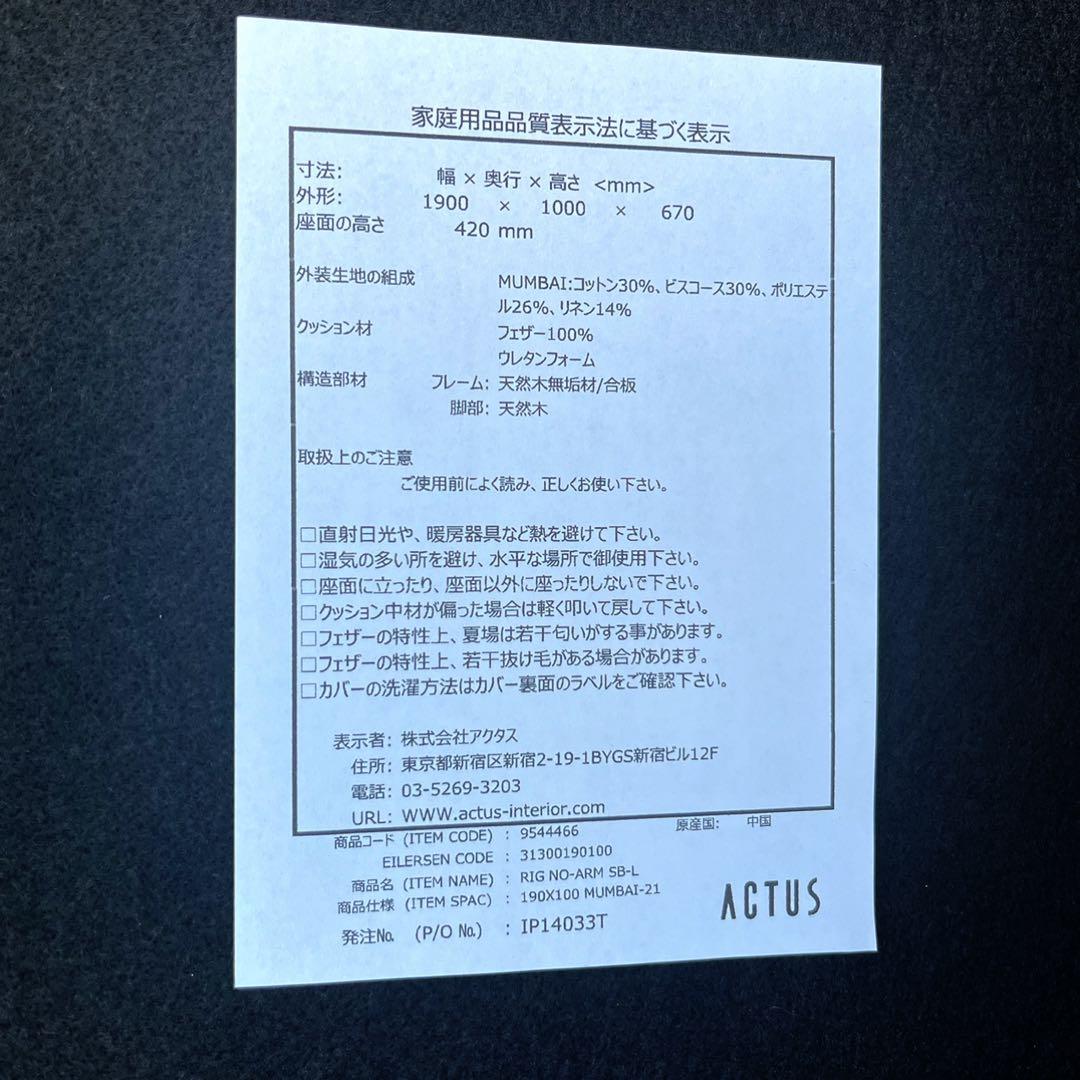 家庭用品品質表示法に基づく表示
寸法: 幅 × 奥行 × 高さ <mm>
外形: 1900 × 1000 × 670
座面の高さ 420 mm
外装生地の組成 MUMBAI:コットン30%、ビスコース30%、ポリエステ
ル26%、リネン14%
クッション材 フェザー100%
ウレタンフォーム
構造部材 フレーム: 天然木無垢材/合板
脚部: 天然木
取扱上のご注意
ご使用前によく読み、正しくお使い下さい。
□直射日光や、暖房器具など熱を避けて下さい。
□湿気の多い所を避け、水平な場所で御使用下さい。
□座面に立ったり、座面以外に座ったりしないで下さい。
□クッション中材が偏った場合は軽く叩いて戻して下さい。
□フェザーの特性上、夏場は若干匂いがする事があります。
□フェザーの特性上、若干抜け毛がある場合があります。
□カバーの洗濯方法はカバー裏面のラベルをご確認下さい。
表示者: 株式会社アクタス
住所: 東京都新宿区新宿2-19-1BYGS新宿ビル12F
電話: 03-5269-3203
URL: WWW.actus-interior.com
商品コード (ITEM CODE) : 9544466 原産国: 中国
EILERSEN CODE : 31300190100
商品名 (ITEM NAME) : RIG NO-ARM SB-L
商品仕様 (ITEM SPAC) : 190X100 MUMBAI-21
発注№ (P/O №) : IP14033T
ACTUS